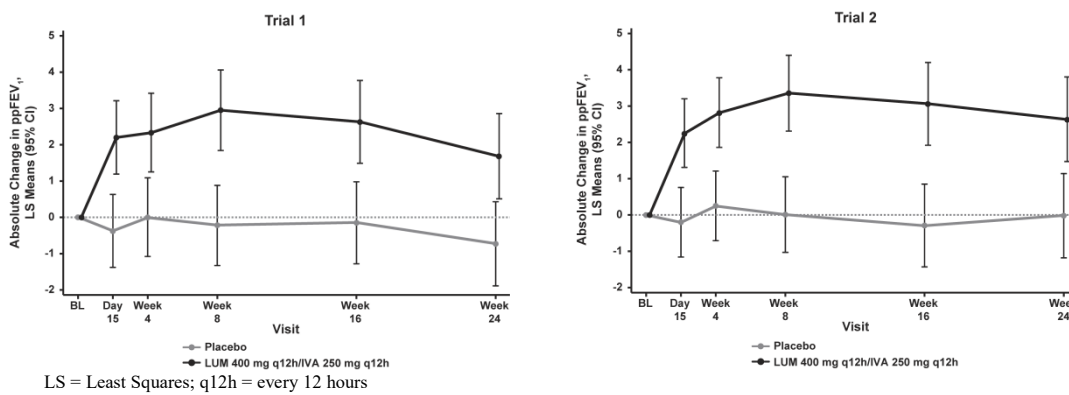 Trial 1
Absolute Change in ppFEV1,
LS Means (95% CI)
5
4
3
2
1
0
-1
-2
BL
Day
15
Week
4
Week
8
Week
16
Week
24
Visit
Placebo
LUM 400 mg q12h/IVA 250 mg q12h
Trial 2
Absolute Change in ppFEV1,
LS Means (95% CI)
5
4
3
2
1
0
-1
-2
BL
Day
15
Week
4
Week
8
Week
16
We
24
Visit
Placebo
LUM 400 mg q12h/IVA 250 mg q12h
LS = Least Squares; q12h = every 12 hours